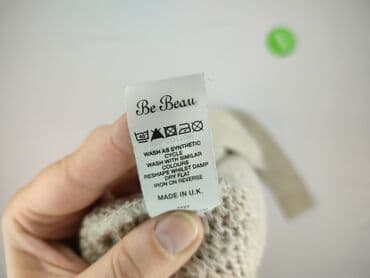 Be Beau
40
WASH AS SYNTHETIC
CYCLE
WASH WITH SIMILAR
COLOURS
RESHAPE WHILST DAMP
DRY FLAT
IRON ON REVERSE
MADE IN U.K.